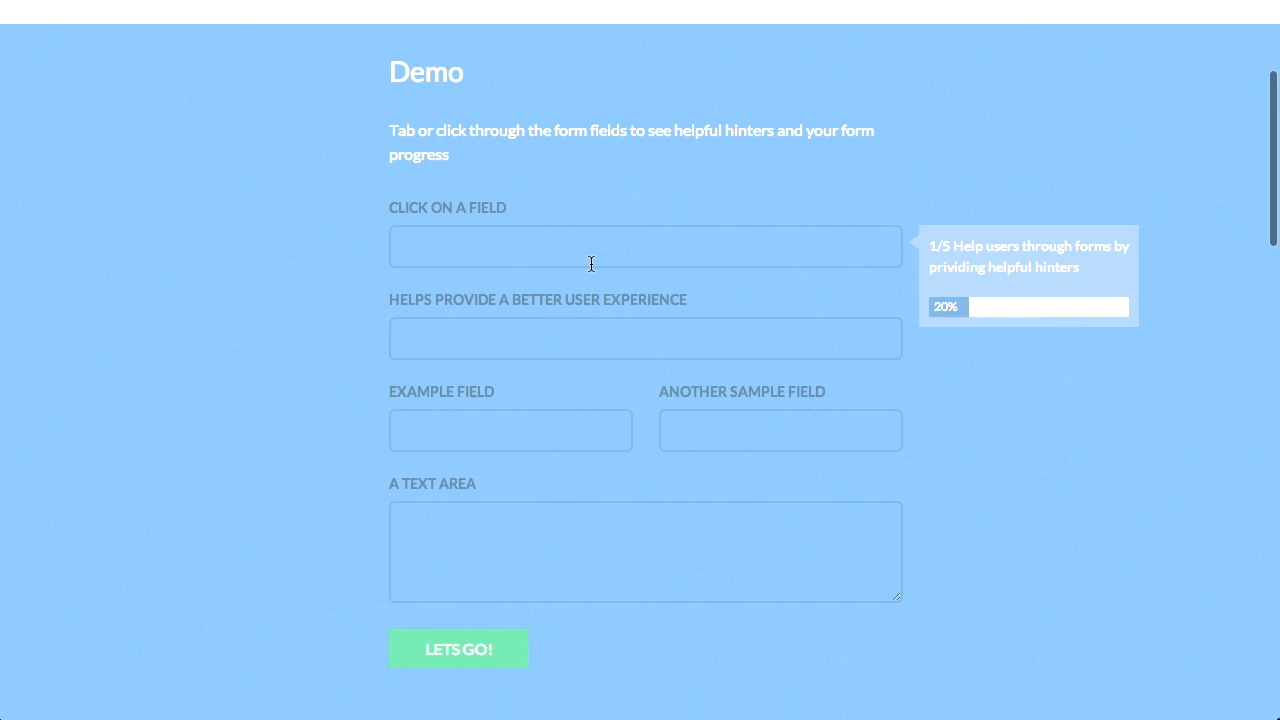 Demo
Tab or click through the form fields to see helpful hinters and your form
progress
CLICK ON A FIELD
1/5 Help users through forms by
prividing helpful hinters
20%
HELPS PROVIDE A BETTER USER EXPERIENCE
EXAMPLE FIELD
ANOTHER SAMPLE FIELD
A TEXT AREA
LETS GO!